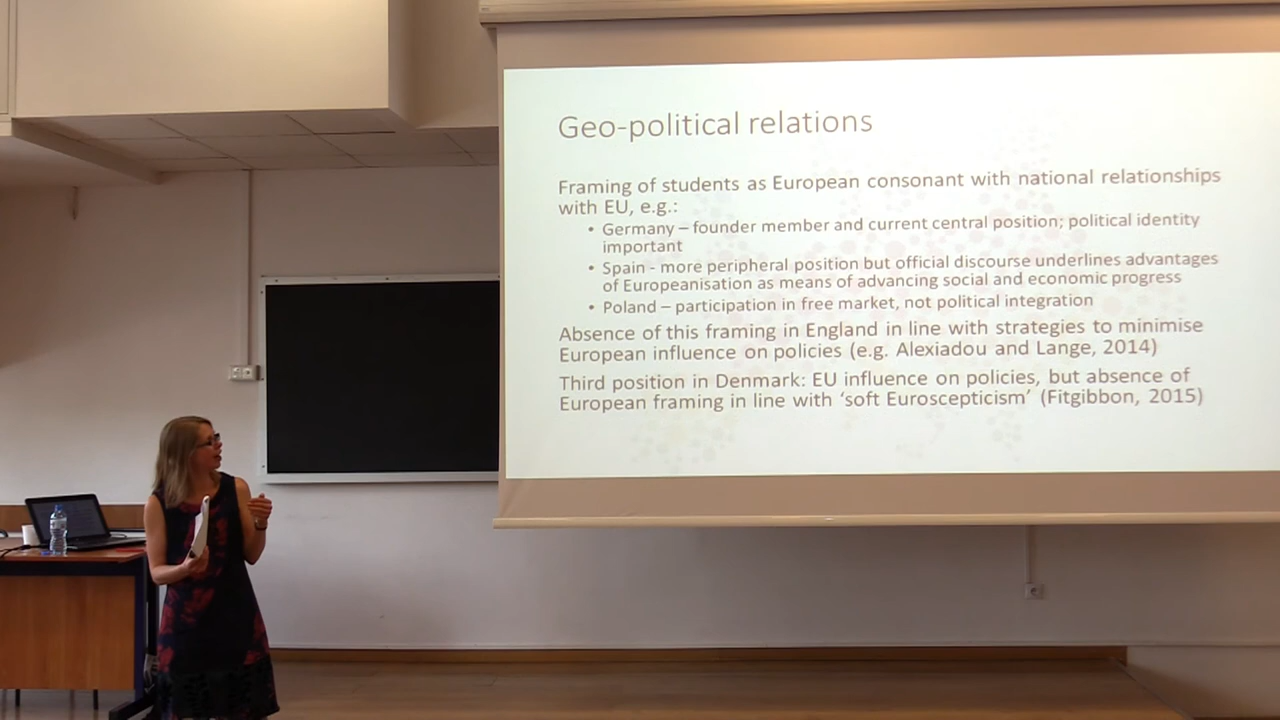 Geo-political relations
Framing of students as European consonant with national relationships
with EU, e.g.:
• Germany – founder member and current central position; political identity
important
• Spain - more peripheral position but official discourse underlines advantages
of Europeanisation as means of advancing social and economic progress
• Poland – participation in free market, not political integration
Absence of this framing in England in line with strategies to minimise
European influence on policies (e.g. Alexiadou and Lange, 2014)
Third position in Denmark: EU influence on policies, but absence of
European framing in line with ‘soft Euroscepticism’ (Fitgibbon, 2015)